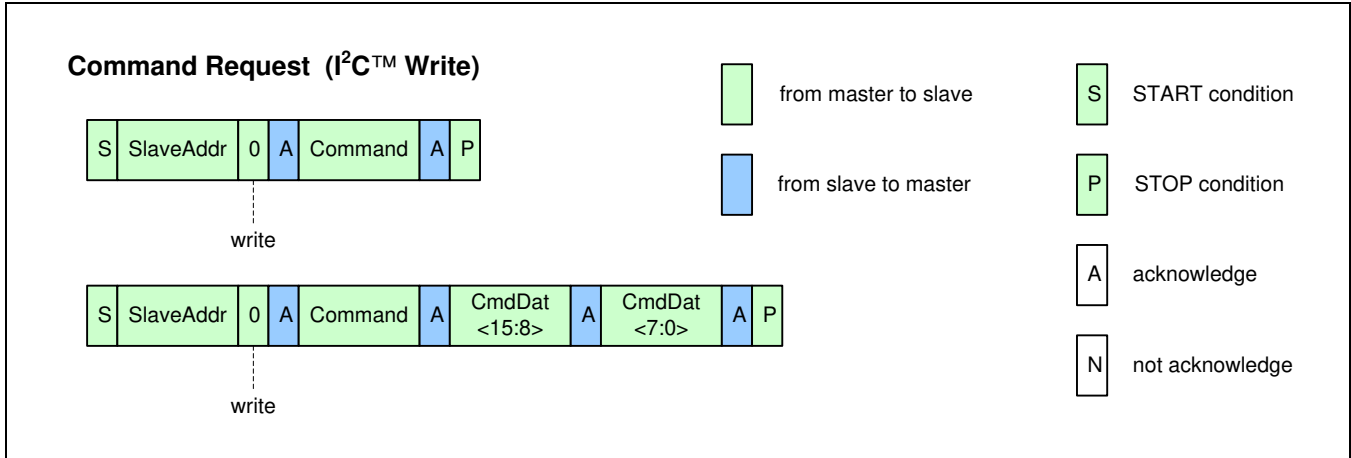 Command Request (I²C™ Write)
S SlaveAddr 0 A Command A P
write
S SlaveAddr 0 A Command A CmdDat <15:8> A CmdDat <7:0> A P
write
from master to slave
from slave to master
S START condition
P STOP condition
A acknowledge
N not acknowledge